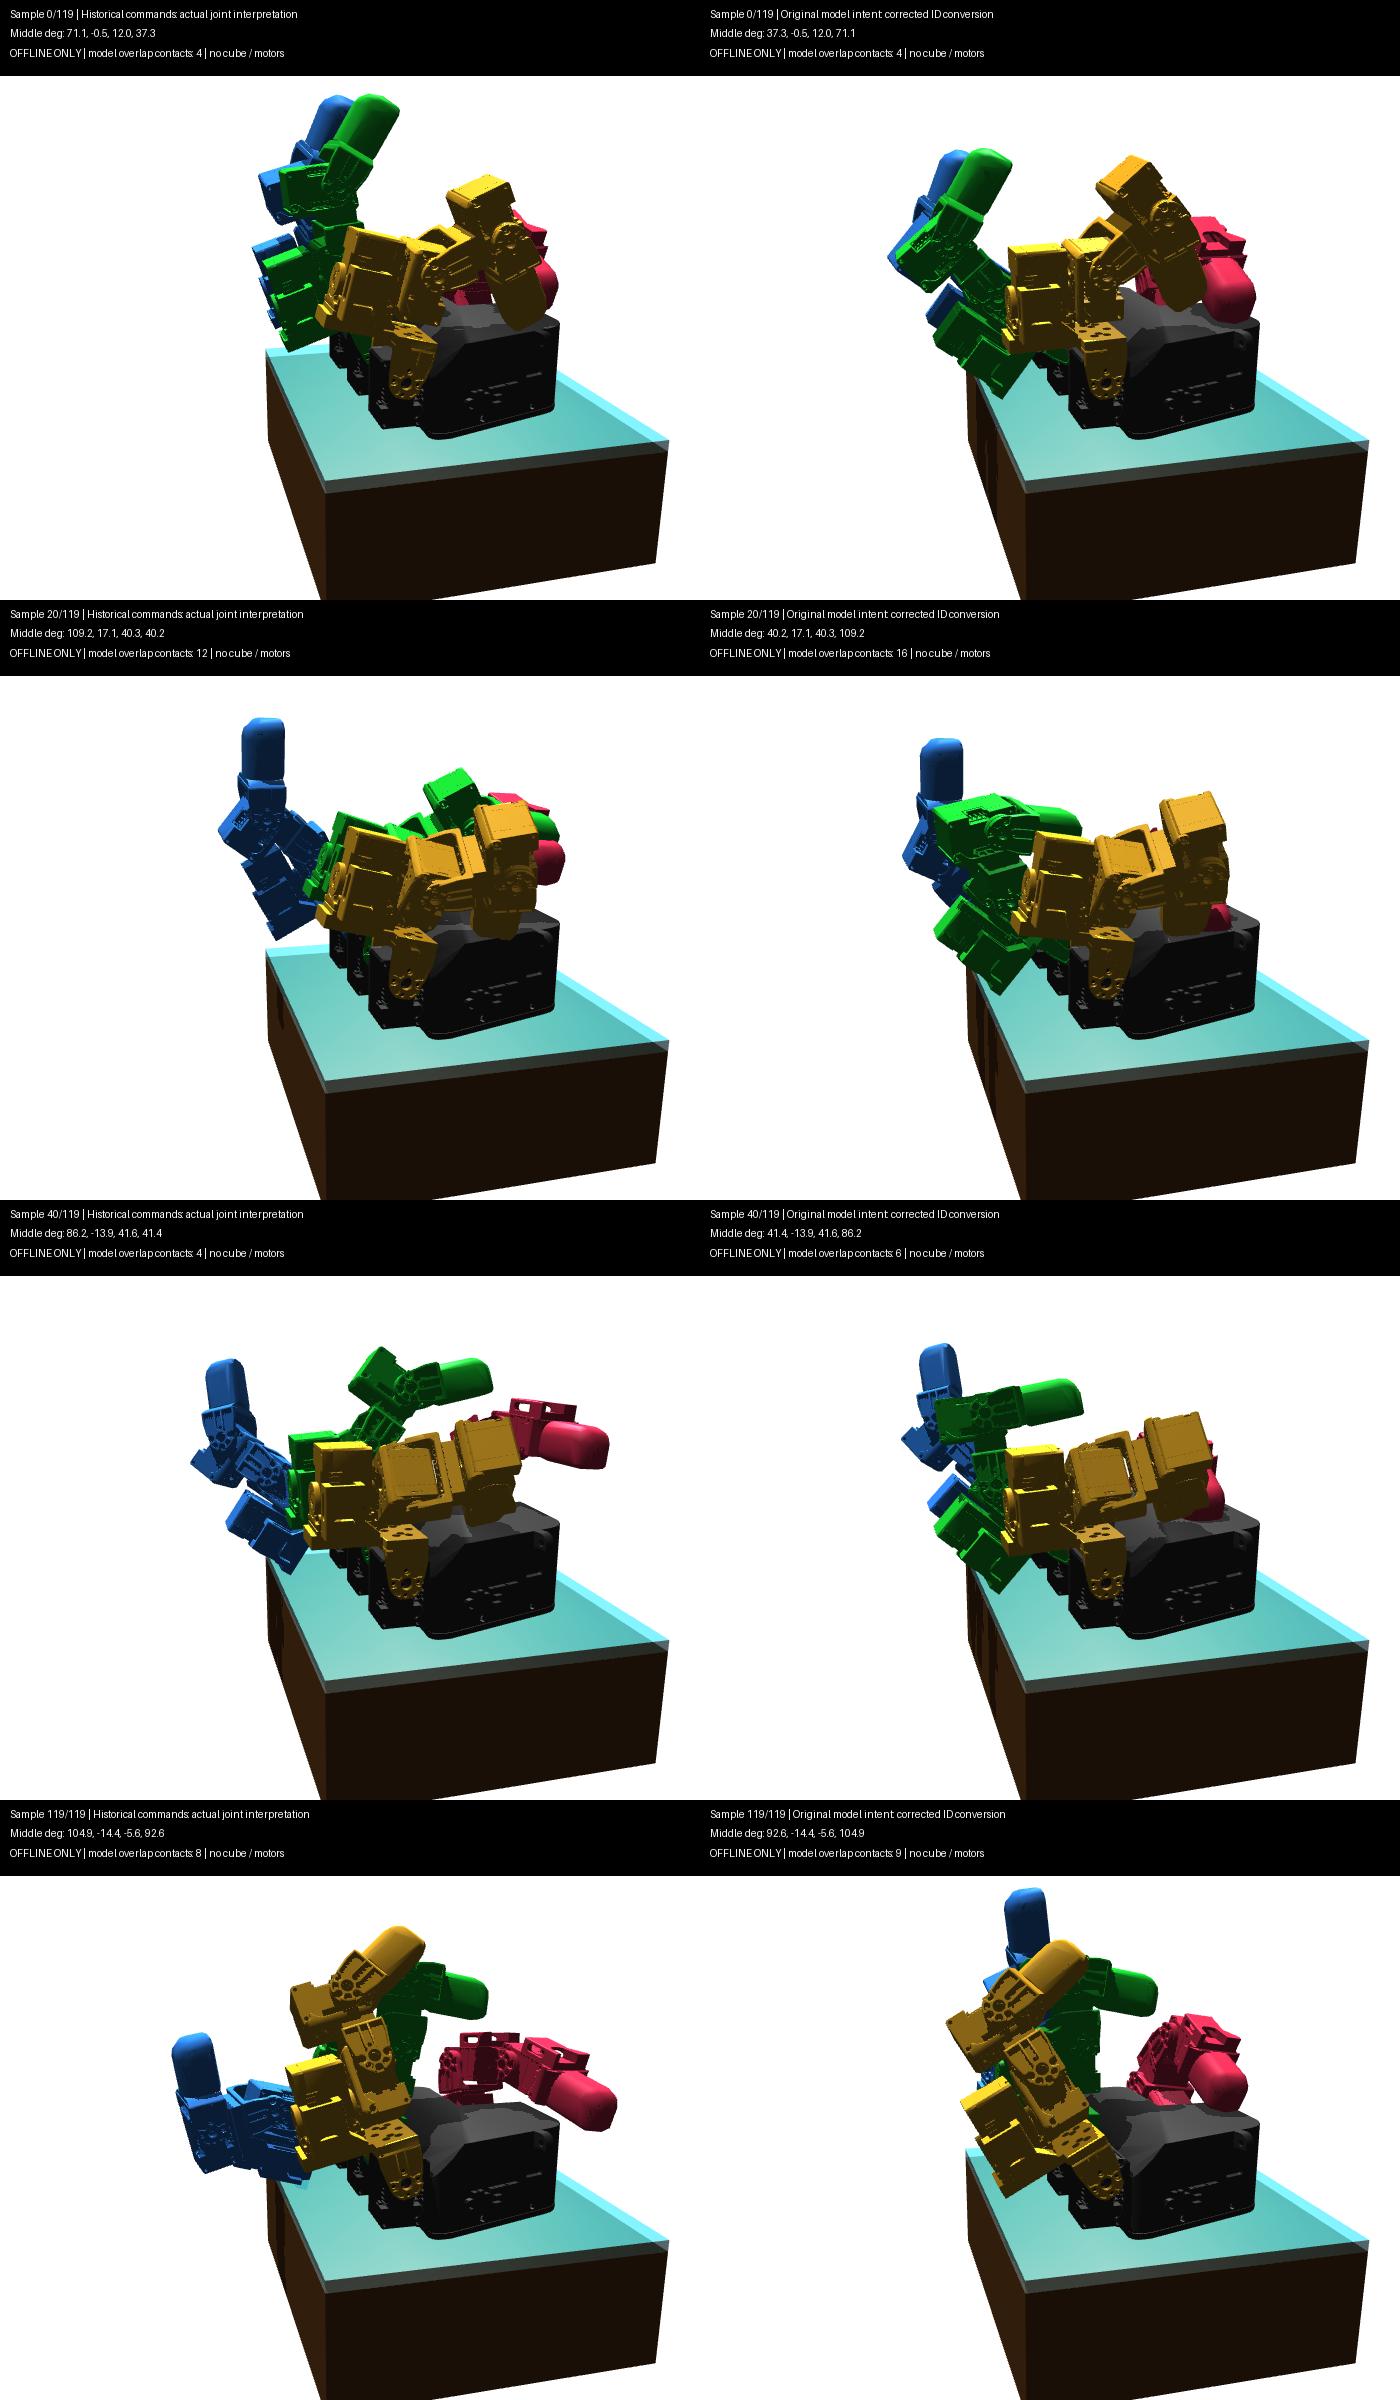 Sample 0/119 | Historical commands: actual joint interpretation
Middle deg: 71.1, -0.5, 12.0, 37.3
OFFLINE ONLY | model overlap contacts: 4 | no cube / motors
Sample 0/119 | Original model intent: corrected ID conversion
Middle deg: 37.3, -0.5, 12.0, 71.1
OFFLINE ONLY | model overlap contacts: 4 | no cube / motors
Sample 20/119 | Historical commands: actual joint interpretation
Middle deg: 109.2, 17.1, 40.3, 40.2
OFFLINE ONLY | model overlap contacts: 12 | no cube / motors
Sample 20/119 | Original model intent: corrected ID conversion
Middle deg: 40.2, 17.1, 40.3, 109.2
OFFLINE ONLY | model overlap contacts: 16 | no cube / motors
Sample 40/119 | Historical commands: actual joint interpretation
Middle deg: 86.2, -13.9, 41.6, 41.4
OFFLINE ONLY | model overlap contacts: 4 | no cube / motors
Sample 40/119 | Original model intent: corrected ID conversion
Middle deg: 41.4, -13.9, 41.6, 86.2
OFFLINE ONLY | model overlap contacts: 6 | no cube / motors
Sample 119/119 | Historical commands: actual joint interpretation
Middle deg: 104.9, -14.4, -5.6, 92.6
OFFLINE ONLY | model overlap contacts: 8 | no cube / motors
Sample 119/119 | Original model intent: corrected ID conversion
Middle deg: 92.6, -14.4, -5.6, 104.9
OFFLINE ONLY | model overlap contacts: 9 | no cube / motors